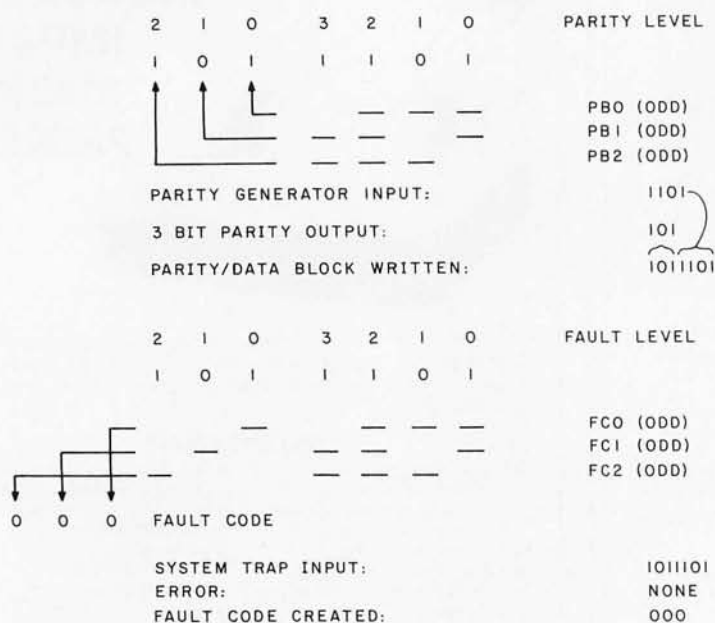 2 1 0 3 2 1 0 PARITY LEVEL
1 0 1 1 1 0 1
PB0 (ODD)
PB1 (ODD)
PB2 (ODD)
PARITY GENERATOR INPUT: 1101
3 BIT PARITY OUTPUT: 101
PARITY/DATA BLOCK WRITTEN: 1011101
2 1 0 3 2 1 0 FAULT LEVEL
1 0 1 1 1 0 1
FC0 (ODD)
FC1 (ODD)
FC2 (ODD)
0 0 0 FAULT CODE
SYSTEM TRAP INPUT: 1011101
ERROR: NONE
FAULT CODE CREATED: 000